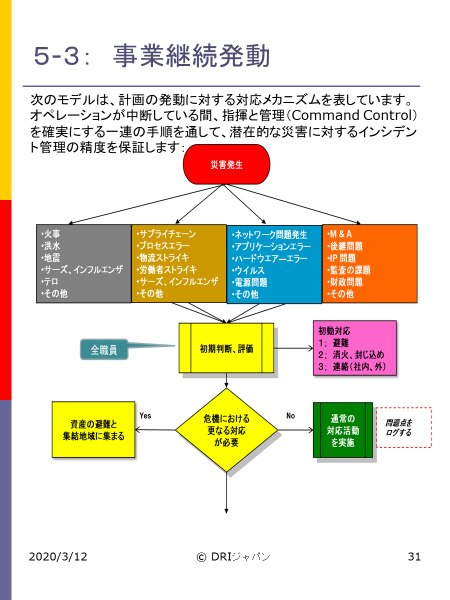 5-3： 事業継続発動
次のモデルは、計画の発動に対する対応メカニズムを表しています。
オペレーションが中断している間、指揮と管理（Command Control）
を確実にする一連の手順を通して、潜在的な災害に対するインシデン
ト管理の精度を保証します：
災害発生
・火事
・洪水
・地震
・サーズ、インフルエンザ
・テロ
・その他
・サプライチェーン
・プロセスエラー
・物流ストライキ
・労働者ストライキ
・サーズ、インフルエンザ
・その他
・ネットワーク問題発生
・アプリケーションエラー
・ハードウエアーエラー
・ウイルス
・電源問題
・その他
・M & A
・後継問題
・IP 問題
・監査の課題
・財政問題
・その他
全職員
初期判断、評価
初動対応
1； 避難
2； 消火、封じ込め
3； 連絡（社内、外）
資産の避難と
集結地域に集まる
Yes
危機における
更なる対応
が必要
No
通常の
対応活動
を実施
問題点を
ログする
2020/3/12
© DRIジャパン
31